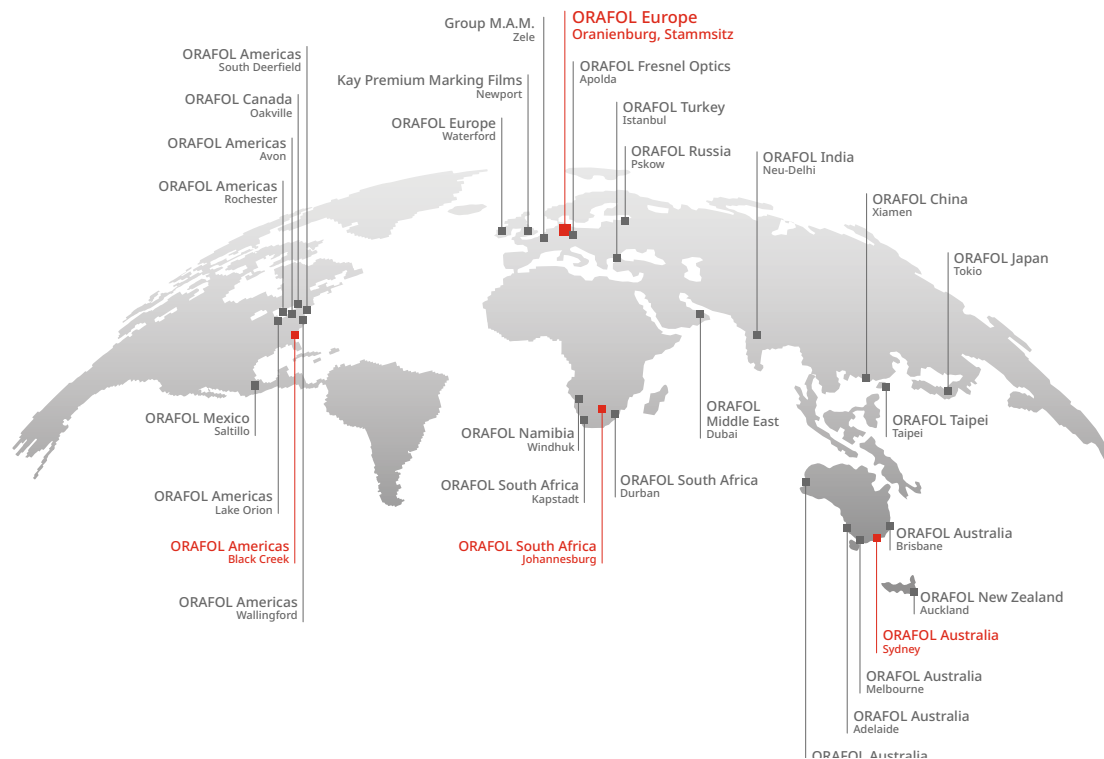 ORAFOL Europe
Oranienburg, Stammsitz
Group M.A.M.
Zele
ORAFOL Americas
South Deerfield
Kay Premium Marking Films
Newport
ORAFOL Fresnel Optics
Apolda
ORAFOL Canada
Oakville
ORAFOL Turkey
Istanbul
ORAFOL Europe
Waterford
ORAFOL Americas
Avon
ORAFOL Russia
Pskow
ORAFOL India
Neu-Delhi
ORAFOL Americas
Rochester
ORAFOL China
Xiamen
ORAFOL Japan
Tokio
ORAFOL Mexico
Saltillo
ORAFOL Namibia
Windhuk
ORAFOL
Middle East
Dubai
ORAFOL Taipei
Taipei
ORAFOL Americas
Lake Orion
ORAFOL South Africa
Kapstadt
ORAFOL South Africa
Durban
ORAFOL Americas
Black Creek
ORAFOL South Africa
Johannesburg
ORAFOL Australia
Brisbane
ORAFOL Americas
Wallingford
ORAFOL New Zealand
Auckland
ORAFOL Australia
Sydney
ORAFOL Australia
Melbourne
ORAFOL Australia
Adelaide
ORAFOL Australia